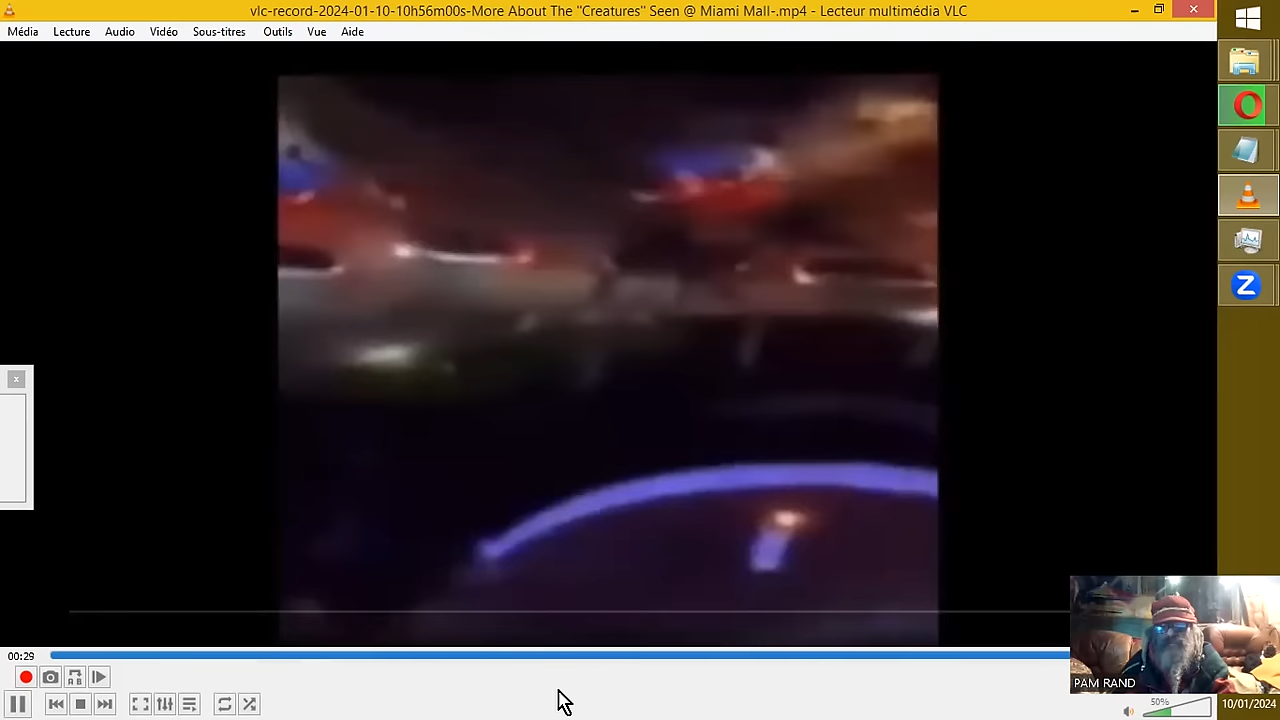 vlc-record-2024-01-10-10h56m00s-More About The "Creatures" Seen @ Miami Mall-.mp4 - Lecteur multimédia VLC
Média Lecture Audio Vidéo Sous-titres Outils Vue Aide
x
00:29
A B
PAM RAND
50%
10/01/2024
Z